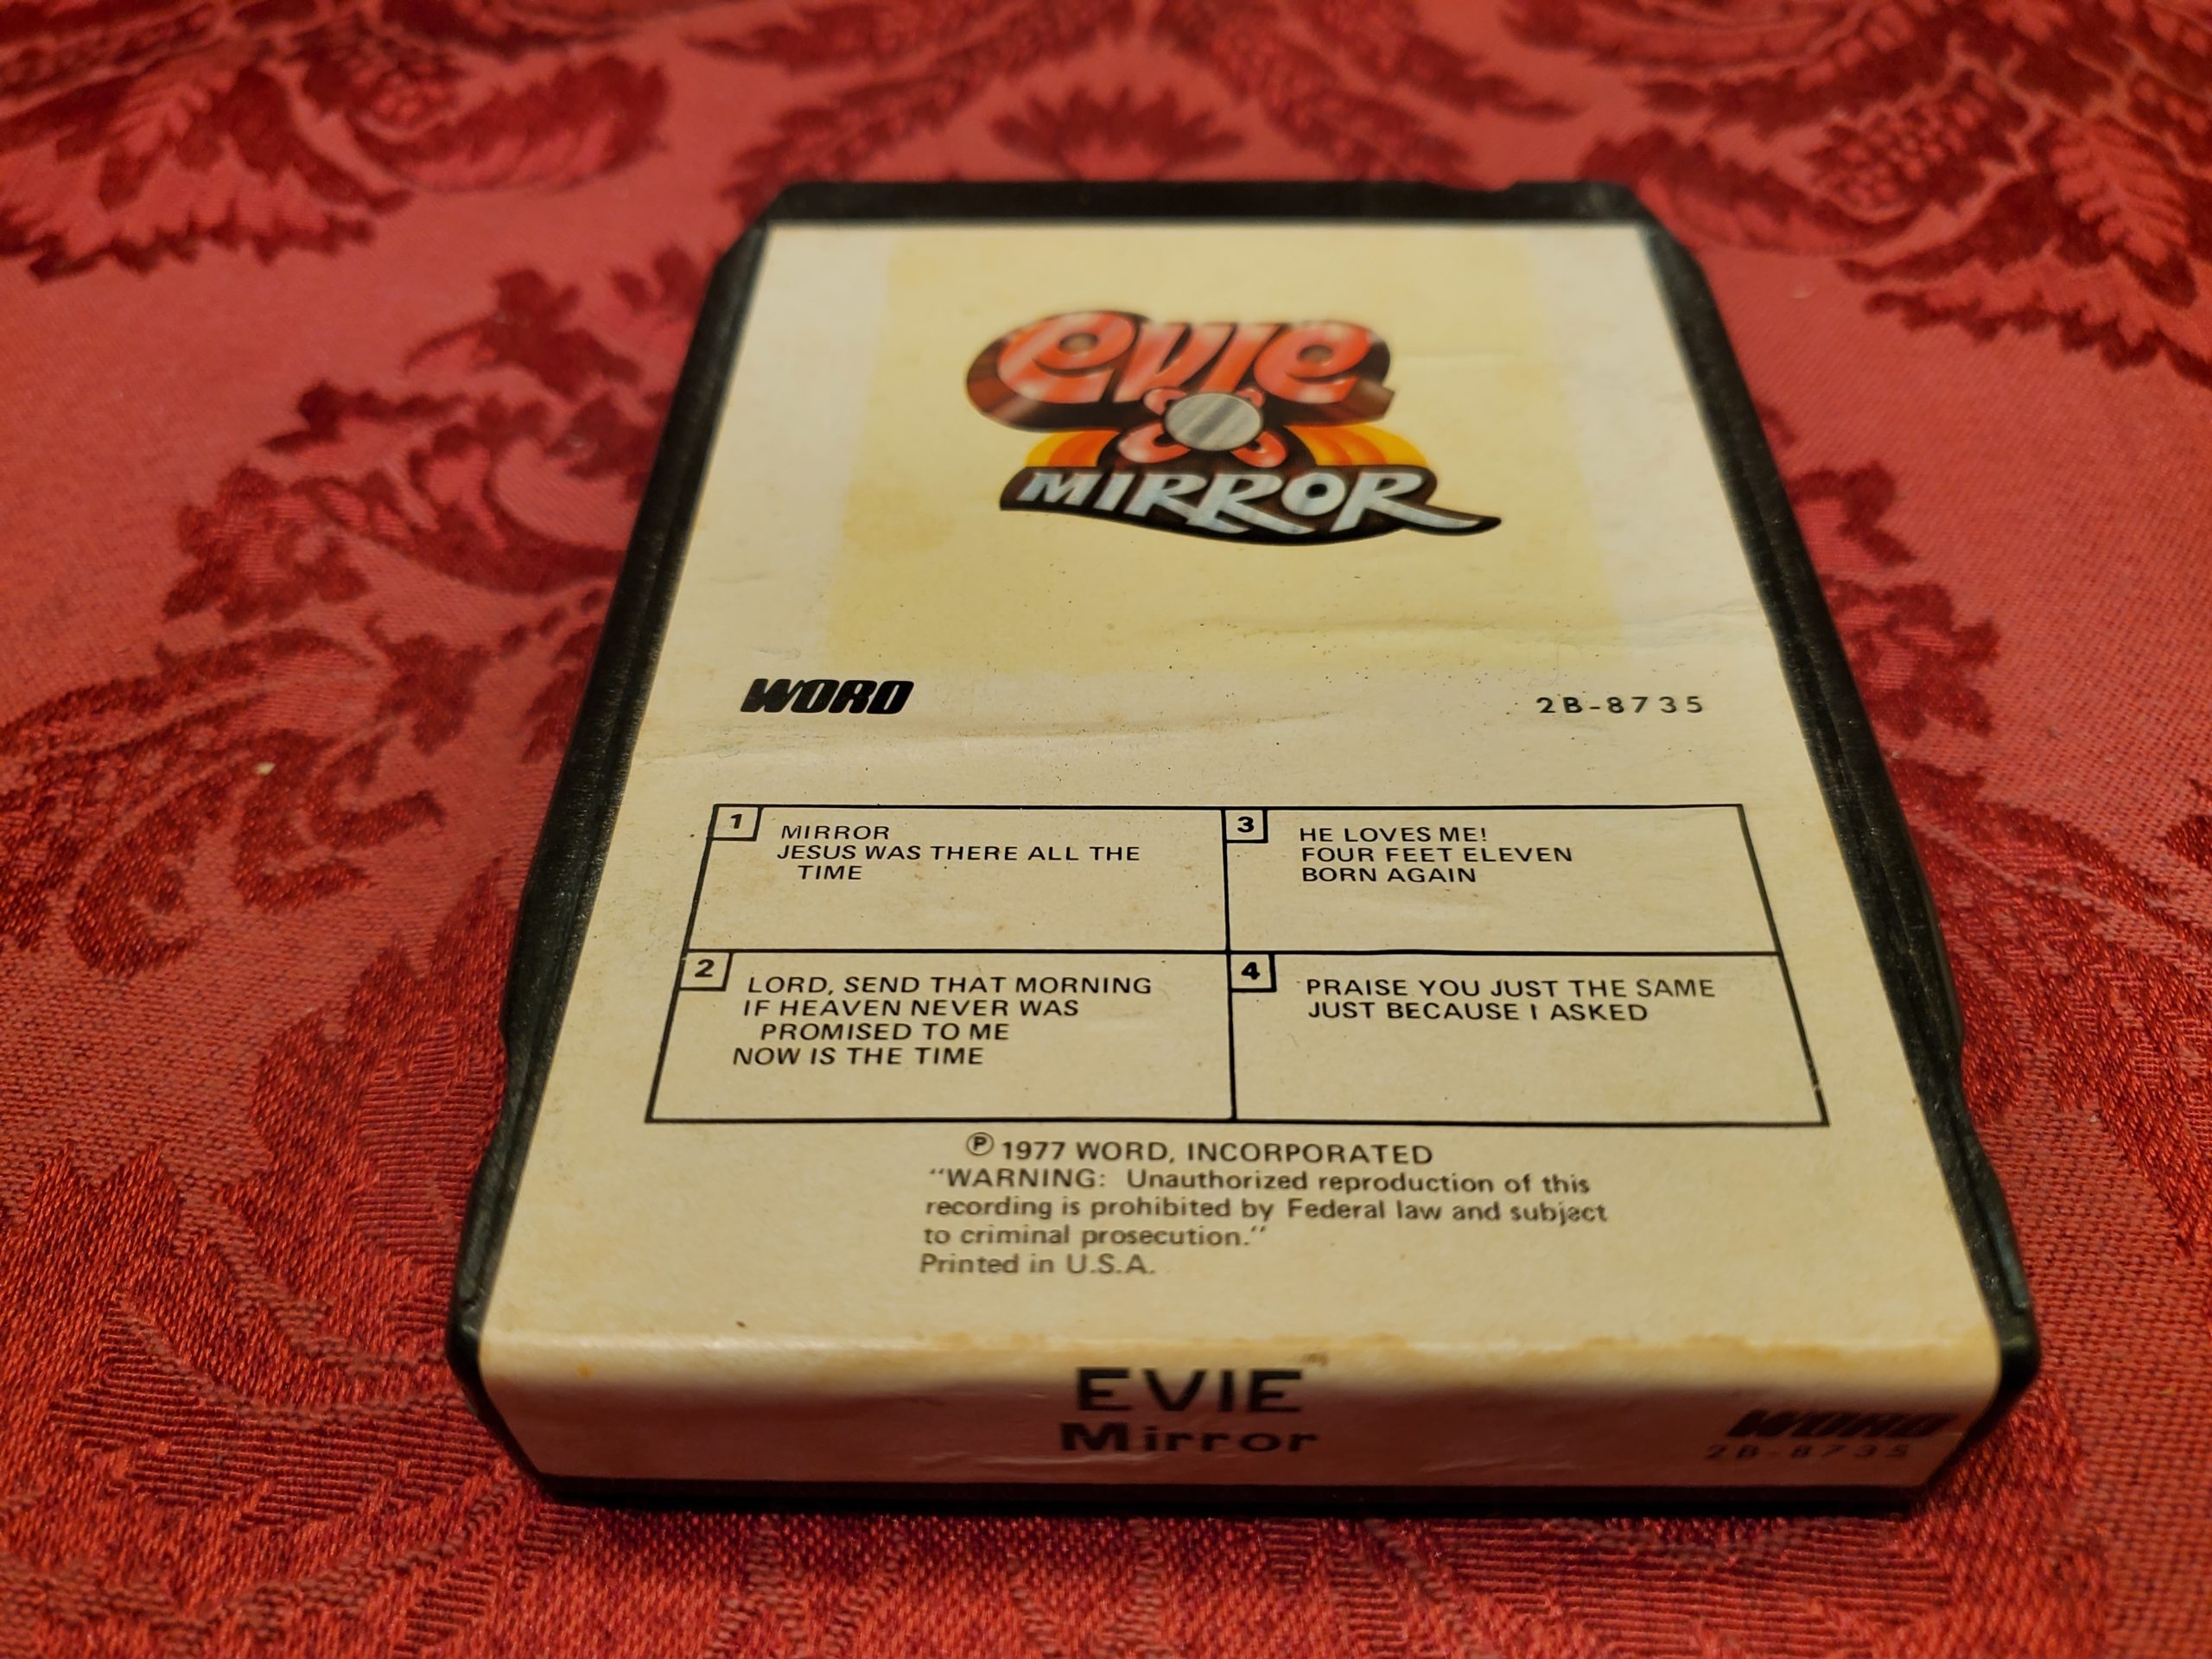 evie
MIRROR
WORD
2B-8735
1
MIRROR
JESUS WAS THERE ALL THE
TIME
2
LORD, SEND THAT MORNING
IF HEAVEN NEVER WAS
PROMISED TO ME
NOW IS THE TIME
3
HE LOVES ME!
FOUR FEET ELEVEN
BORN AGAIN
4
PRAISE YOU JUST THE SAME
JUST BECAUSE I ASKED
℗ 1977 WORD, INCORPORATED
"WARNING: Unauthorized reproduction of this
recording is prohibited by Federal law and subject
to criminal prosecution."
Printed in U.S.A.
EVIE
Mirror
WORD
2B-8735